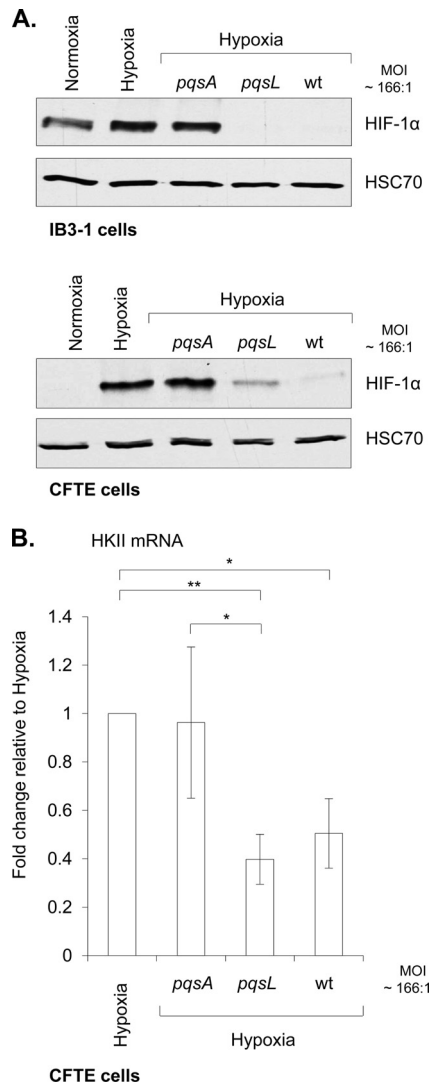 A.
Normoxia
Hypoxia
Hypoxia
pqsA pqsL wt
MOI
~ 166:1
HIF-1α
HSC70
IB3-1 cells
Normoxia
Hypoxia
Hypoxia
pqsA pqsL wt
MOI
~ 166:1
HIF-1α
HSC70
CFTE cells
B.
HKII mRNA
*
**
*
Fold change relative to Hypoxia
1.4
1.2
1
0.8
0.6
0.4
0.2
0
Hypoxia
pqsA pqsL wt
MOI
~ 166:1
Hypoxia
CFTE cells